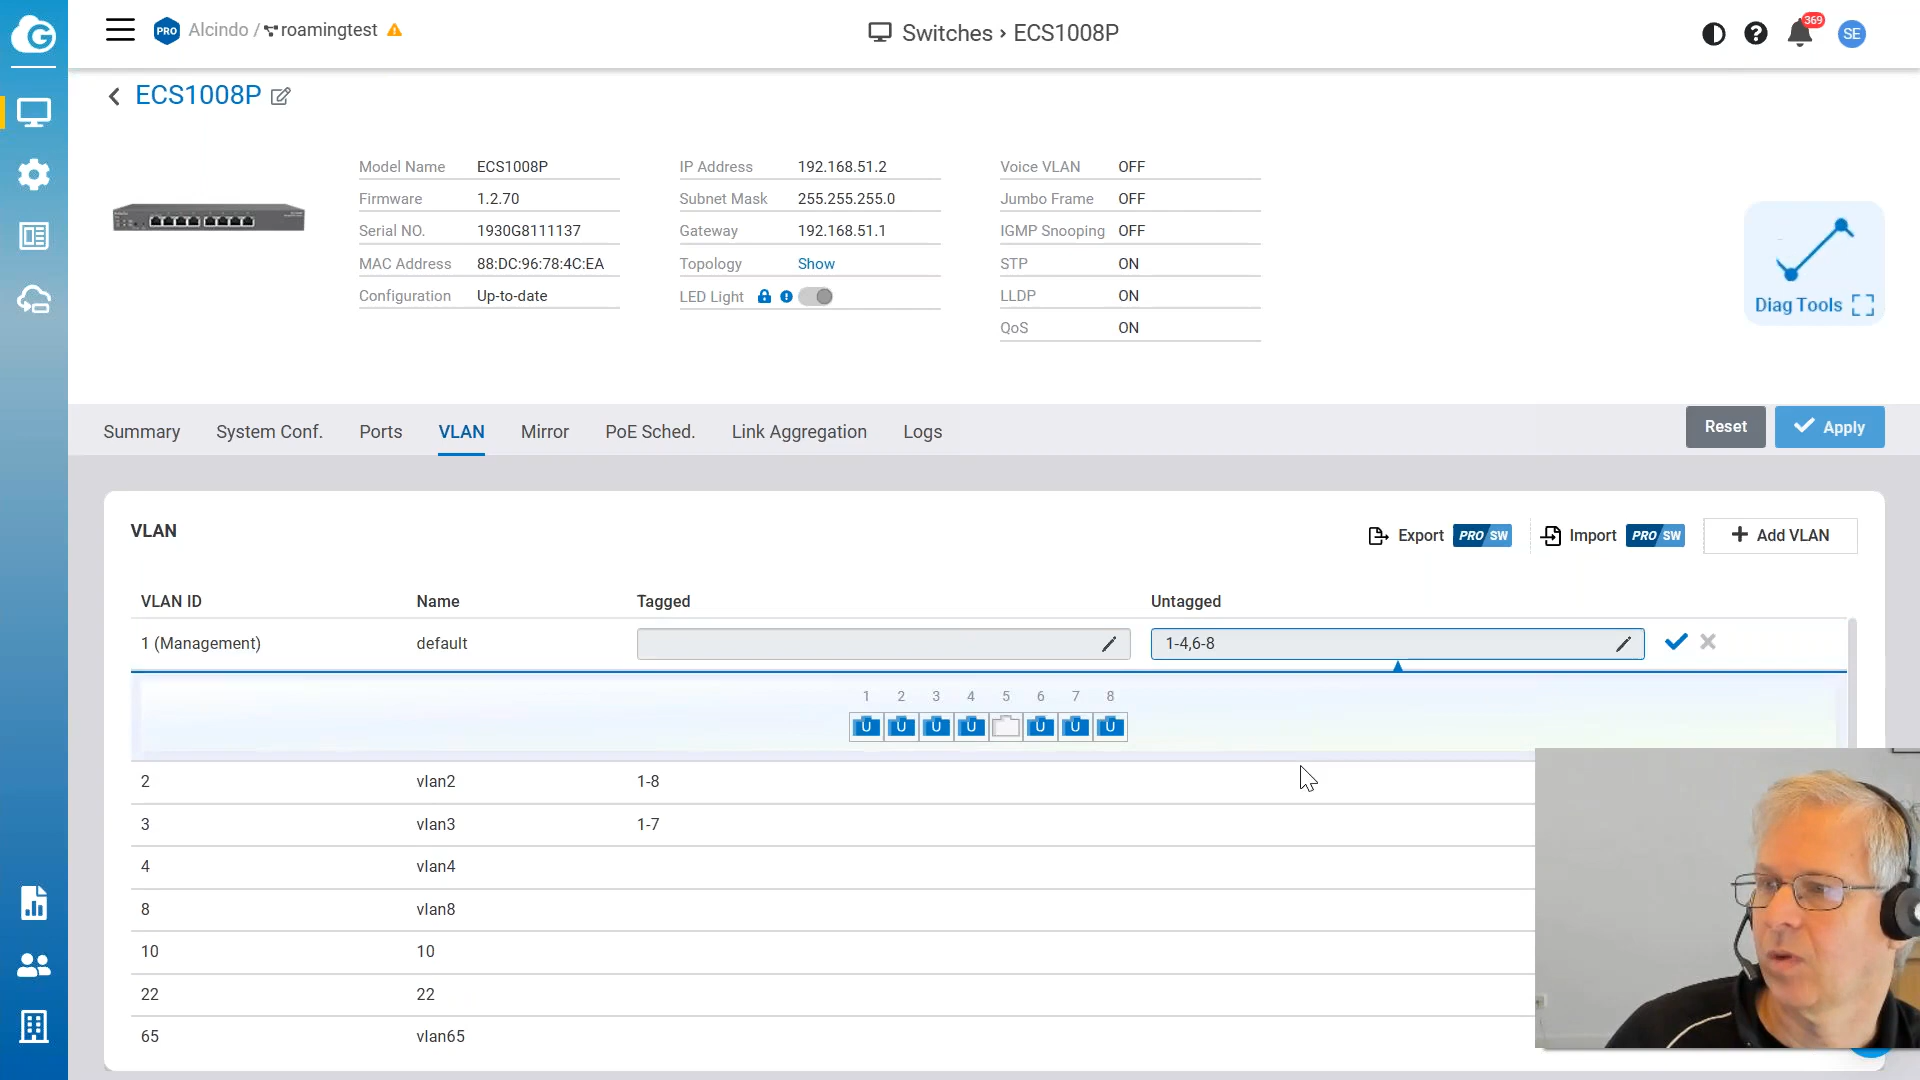 PRO Alcindo / roamingtest
Switches › ECS1008P
369
SE
ECS1008P
Model Name ECS1008P
Firmware 1.2.70
Serial NO. 1930G8111137
MAC Address 88:DC:96:78:4C:EA
Configuration Up-to-date
IP Address 192.168.51.2
Subnet Mask 255.255.255.0
Gateway 192.168.51.1
Topology Show
LED Light
Voice VLAN OFF
Jumbo Frame OFF
IGMP Snooping OFF
STP ON
LLDP ON
QoS ON
Diag Tools
Summary System Conf. Ports VLAN Mirror PoE Sched. Link Aggregation Logs
Reset Apply
VLAN
Export PRO SW Import PRO SW + Add VLAN
VLAN ID Name Tagged Untagged
1 (Management) default 1-4,6-8
1 2 3 4 5 6 7 8
U U U U U U U
2 vlan2 1-8
3 vlan3 1-7
4 vlan4
8 vlan8
10 10
22 22
65 vlan65